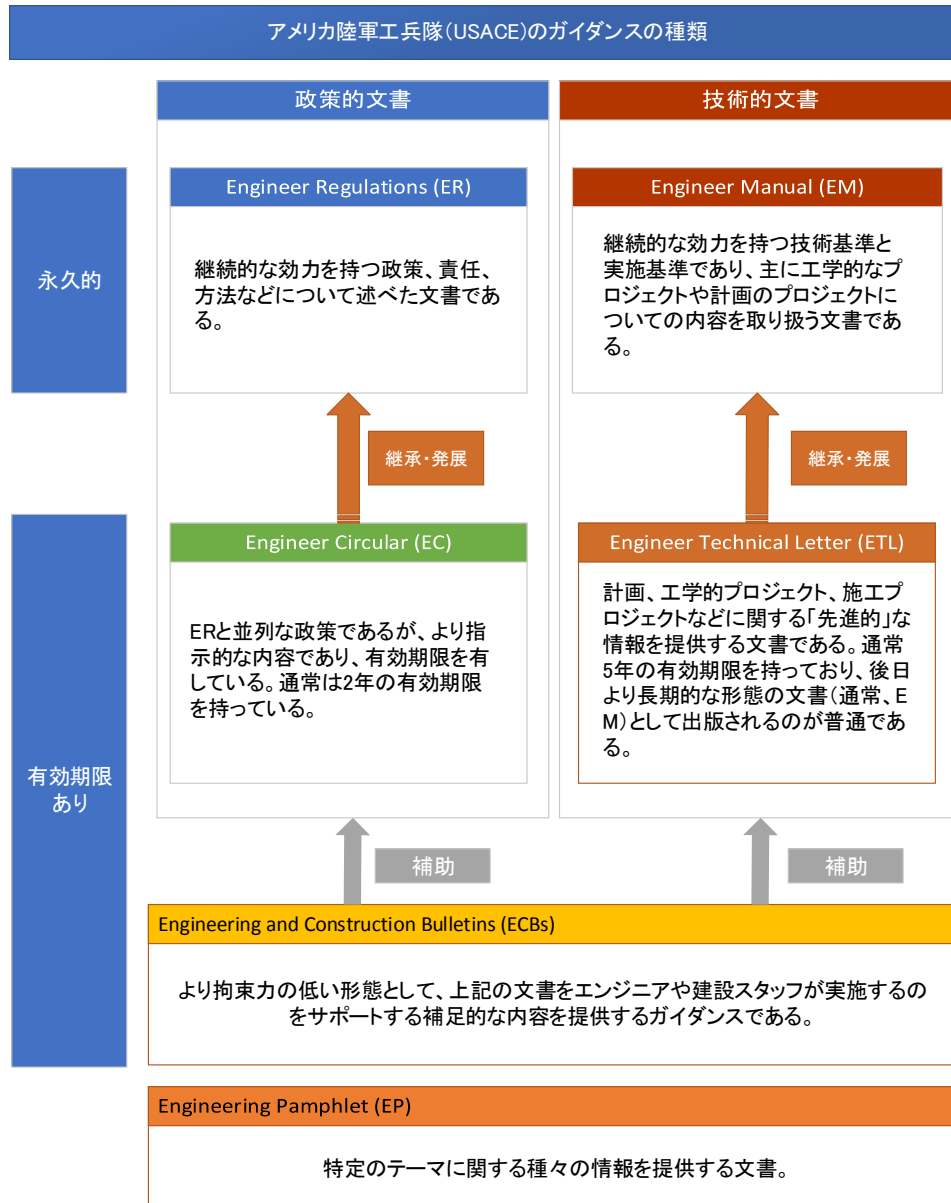 アメリカ陸軍工兵隊(USACE)のガイダンスの種類
政策的文書
技術的文書
永久的
Engineer Regulations (ER)
継続的な効力を持つ政策、責任、
方法などについて述べた文書であ
る。
Engineer Manual (EM)
継続的な効力を持つ技術基準と
実施基準であり、主に工学的なプ
ロジェクトや計画のプロジェクトに
ついての内容を取り扱う文書であ
る。
継承・発展
継承・発展
有効期限
あり
Engineer Circular (EC)
ERと並列な政策であるが、より指
示的な内容であり、有効期限を有
している。通常は2年の有効期限
を持っている。
Engineer Technical Letter (ETL)
計画、工学的プロジェクト、施工プ
ロジェクトなどに関する「先進的」な
情報を提供する文書である。通常
5年の有効期限を持っており、後日
より長期的な形態の文書(通常、E
M)として出版されるのが普通であ
る。
補助
補助
Engineering and Construction Bulletins (ECBs)
より拘束力の低い形態として、上記の文書をエンジニアや建設スタッフが実施するの
をサポートする補足的な内容を提供するガイダンスである。
Engineering Pamphlet (EP)
特定のテーマに関する種々の情報を提供する文書。